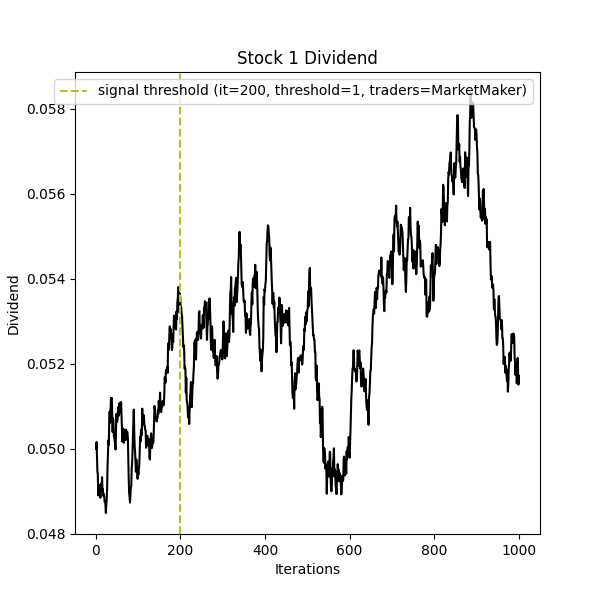 Stock 1 Dividend
signal threshold (it=200, threshold=1, traders=MarketMaker)
0.058
0.056
0.054
0.052
0.050
0.048
Dividend
0 200 400 600 800 1000
Iterations